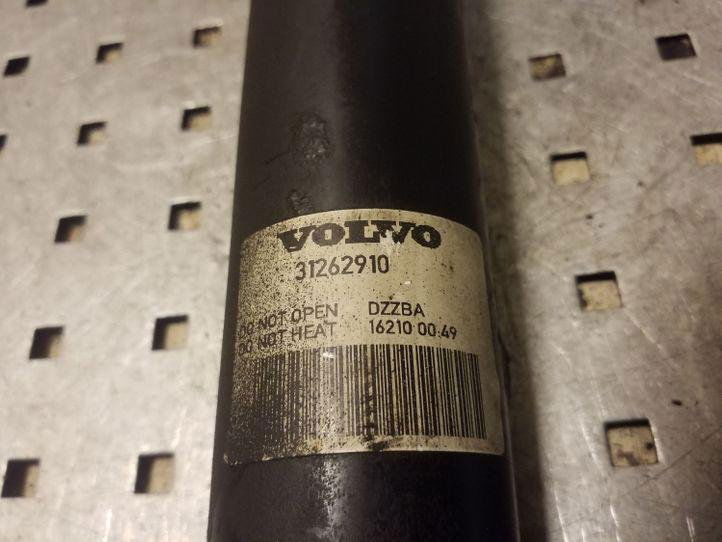 VOLVO
31262910
DO NOT OPEN DZZBA
DO NOT HEAT 16210 00:49